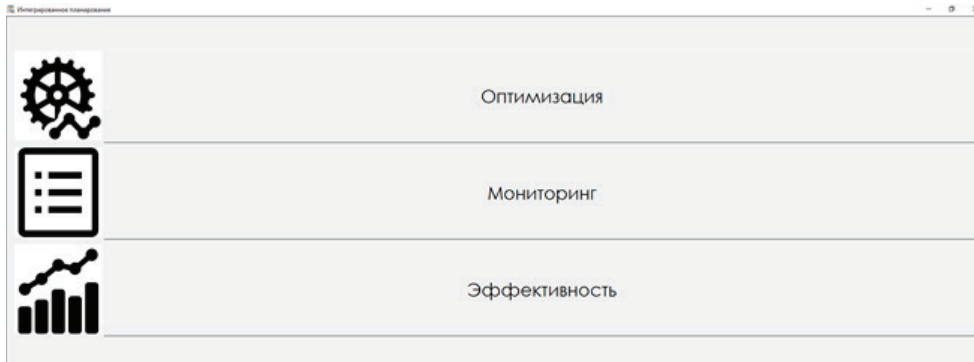 Интегрированное планирование
Оптимизация
Мониторинг
Эффективность